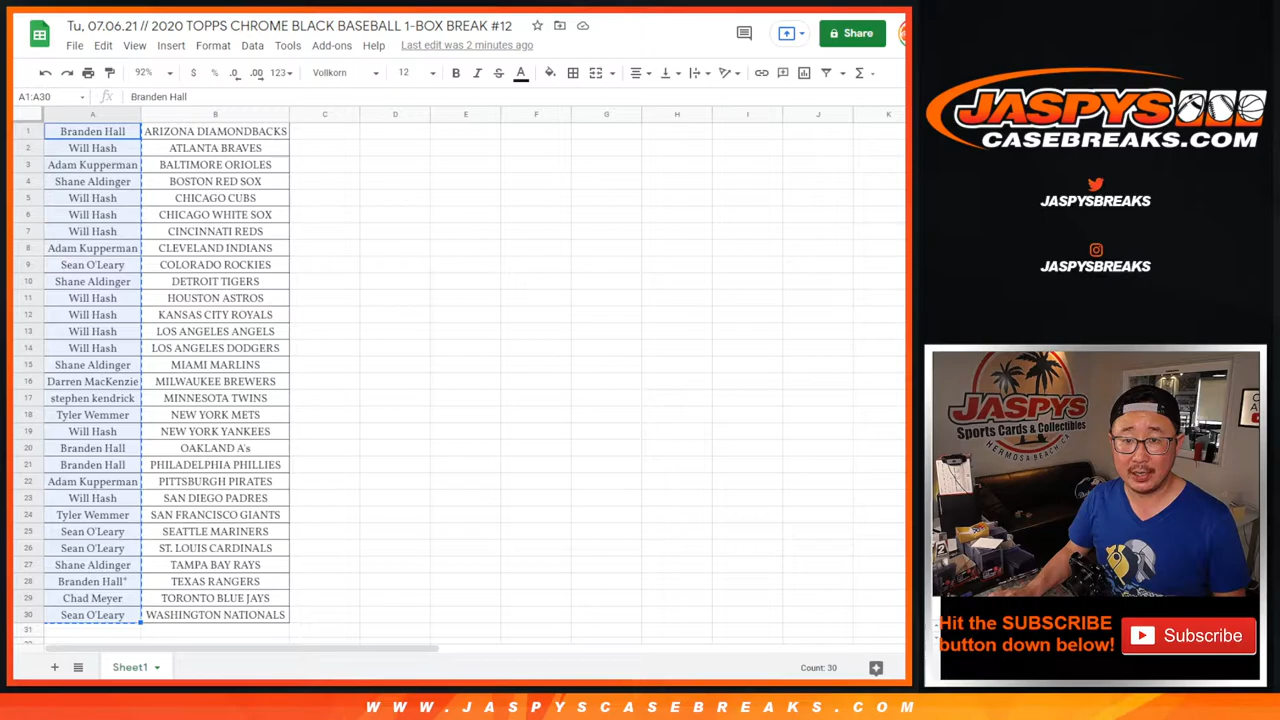 Tu, 07.06.21 // 2020 TOPPS CHROME BLACK BASEBALL 1-BOX BREAK #12
File Edit View Insert Format Data Tools Add-ons Help Last edit was 2 minutes ago
Share
92% $ % .0 .00 123 Vollkorn 12 B I S A
A1:A30 fx Branden Hall
A B C D E F G H I J K
1 Branden Hall ARIZONA DIAMONDBACKS
2 Will Hash ATLANTA BRAVES
3 Adam Kupperman BALTIMORE ORIOLES
4 Shane Aldinger BOSTON RED SOX
5 Will Hash CHICAGO CUBS
6 Will Hash CHICAGO WHITE SOX
7 Will Hash CINCINNATI REDS
8 Adam Kupperman CLEVELAND INDIANS
9 Sean O'Leary COLORADO ROCKIES
10 Shane Aldinger DETROIT TIGERS
11 Will Hash HOUSTON ASTROS
12 Will Hash KANSAS CITY ROYALS
13 Will Hash LOS ANGELES ANGELS
14 Will Hash LOS ANGELES DODGERS
15 Shane Aldinger MIAMI MARLINS
16 Darren MacKenzie MILWAUKEE BREWERS
17 stephen kendrick MINNESOTA TWINS
18 Tyler Wemmer NEW YORK METS
19 Will Hash NEW YORK YANKEES
20 Branden Hall OAKLAND A's
21 Branden Hall PHILADELPHIA PHILLIES
22 Adam Kupperman PITTSBURGH PIRATES
23 Will Hash SAN DIEGO PADRES
24 Tyler Wemmer SAN FRANCISCO GIANTS
25 Sean O'Leary SEATTLE MARINERS
26 Sean O'Leary ST. LOUIS CARDINALS
27 Shane Aldinger TAMPA BAY RAYS
28 Branden Hall* TEXAS RANGERS
29 Chad Meyer TORONTO BLUE JAYS
30 Sean O'Leary WASHINGTON NATIONALS
31
Sheet1
Count: 30
JASPYS
CASEBREAKS.COM
JASPYSBREAKS
JASPYSBREAKS
JASPYS
Sports Cards & Collectibles
HERMOSA BEACH, CA
Hit the SUBSCRIBE
button down below!
Subscribe
WWW.JASPYSCASEBREAKS.COM